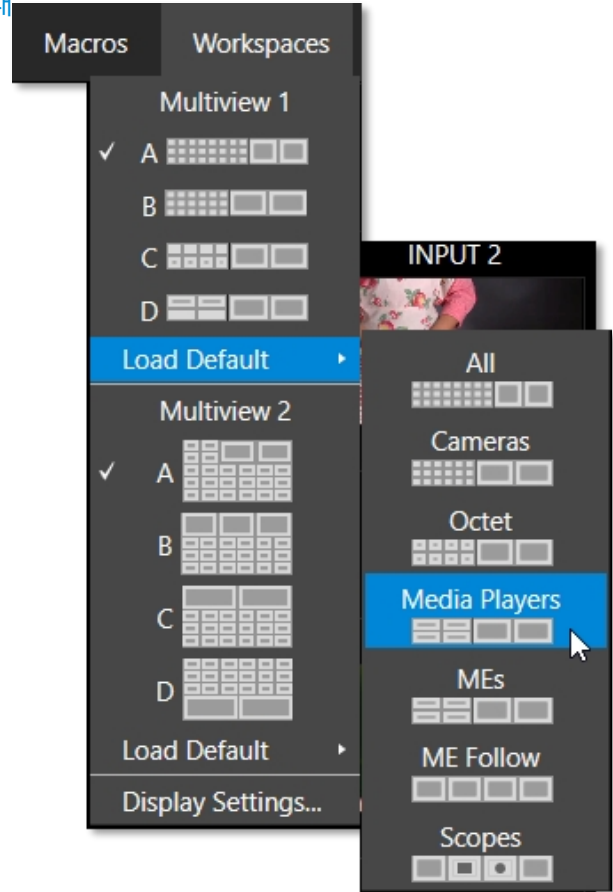 Macros Workspaces
Multiview 1
A
B
C
D
Load Default
Multiview 2
A
B
C
D
Load Default
Display Settings...
INPUT 2
All
Cameras
Octet
Media Players
MEs
ME Follow
Scopes